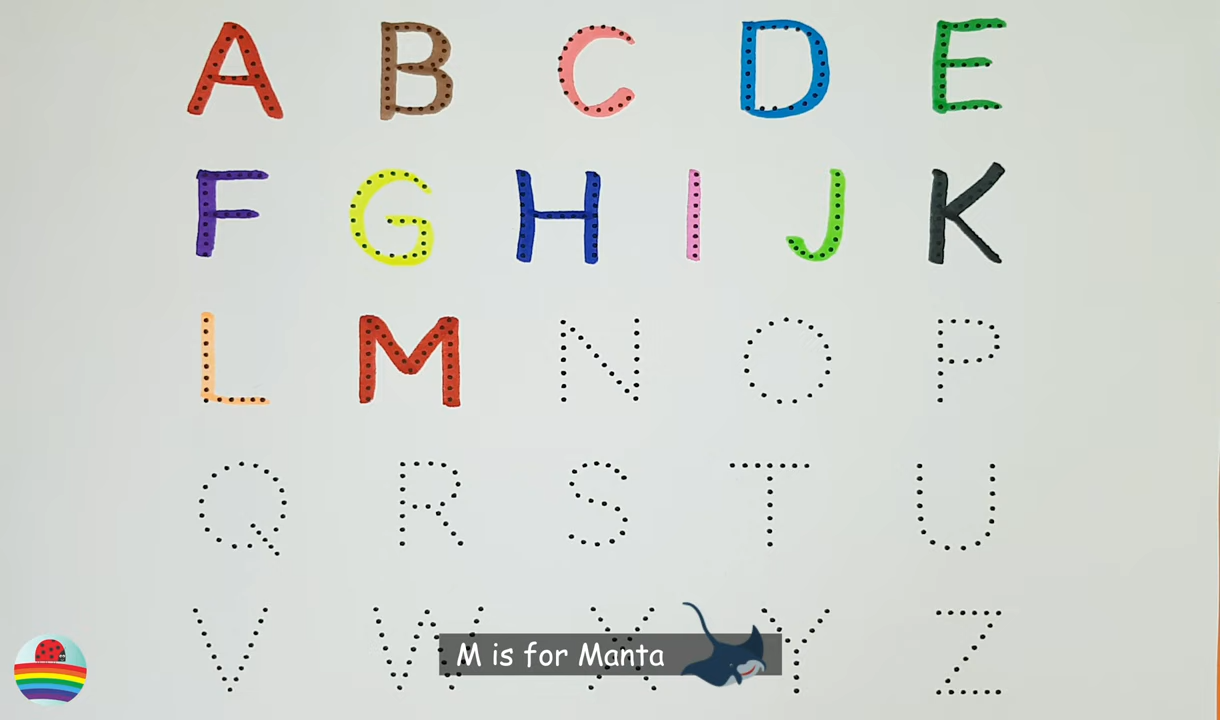 A B C D E
F G H I J K
L M N O P
Q R S T U
V W X Y Z
M is for Manta